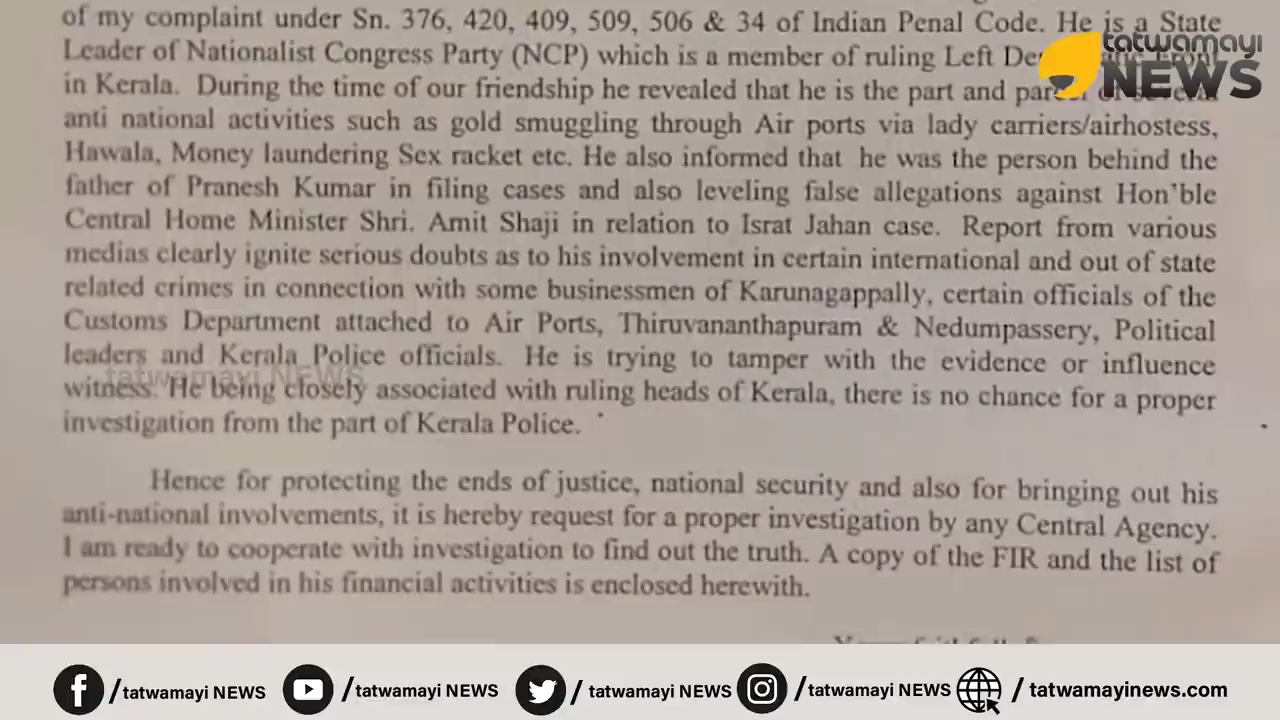 of my complaint under Sn. 376, 420, 409, 509, 506 & 34 of Indian Penal Code. He is a State
Leader of Nationalist Congress Party (NCP) which is a member of ruling Left Front
in Kerala. During the time of our friendship he revealed that he is the part and
anti national activities such as gold smuggling through Air ports via lady carriers/airhostess,
Hawala, Money laundering Sex racket etc. He also informed that he was the person behind the
father of Pranesh Kumar in filing cases and also leveling false allegations against Hon'ble
Central Home Minister Shri. Amit Shaji in relation to Israt Jahan case. Report from various
medias clearly ignite serious doubts as to his involvement in certain international and out of state
related crimes in connection with some businessmen of Karunagappally, certain officials of the
Customs Department attached to Air Ports, Thiruvananthapuram & Nedumpassery, Political
leaders and Kerala Police officials. He is trying to tamper with the evidence or influence
witness. He being closely associated with ruling heads of Kerala, there is no chance for a proper
investigation from the part of Kerala Police.
Hence for protecting the ends of justice, national security and also for bringing out his
anti-national involvements, it is hereby request for a proper investigation by any Central Agency.
I am ready to cooperate with investigation to find out the truth. A copy of the FIR and the list of
persons involved in his financial activities is enclosed herewith.
tatwamayi
NEWS
tatwamayi NEWS
/tatwamayi NEWS /tatwamayi NEWS / tatwamayi NEWS /tatwamayi NEWS / tatwamayinews.com